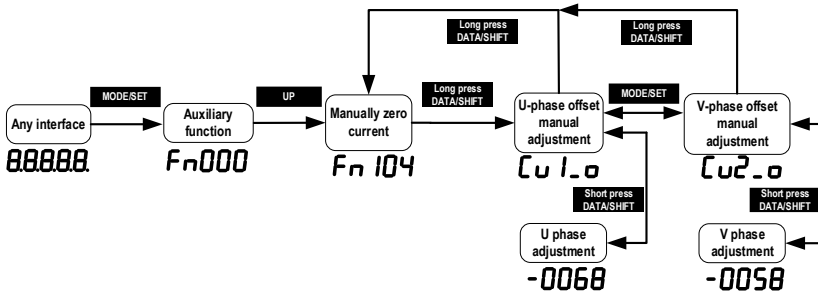 Long press
DATA/SHIFT
Long press
DATA/SHIFT
MODE/SET
UP
Long press
DATA/SHIFT
MODE/SET
Any interface
Auxiliary
function
Manually zero
current
U-phase offset
manual
adjustment
V-phase offset
manual
adjustment
8.8.8.8.8.
Fn000
Fn104
Cu1_o
Cu2_o
Short press
DATA/SHIFT
Short press
DATA/SHIFT
U phase
adjustment
V phase
adjustment
-0068
-0058